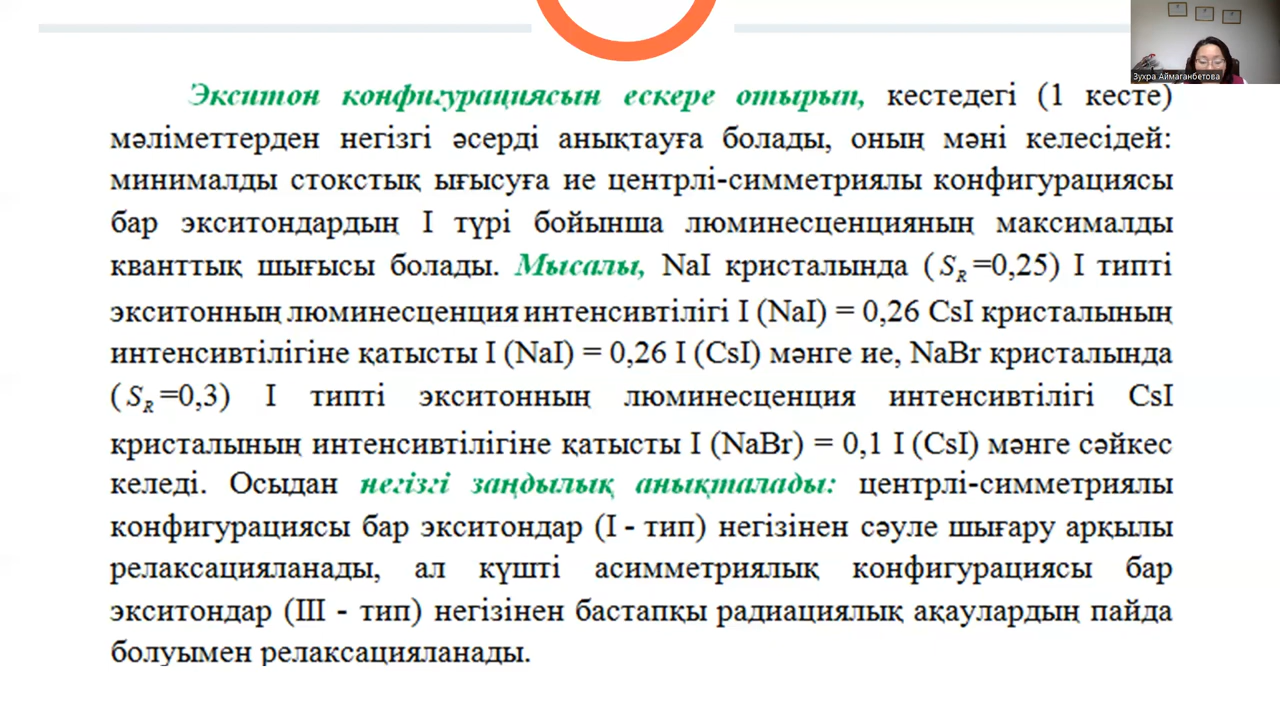 Зухра Аймаганбетова
Экситон конфигурациясын ескере отырып, кестедегі (1 кесте)
мәліметтерден негізгі әсерді анықтауға болады, оның мәні келесідей:
минималды стокстық ығысуға ие центрлі-симметриялы конфигурациясы
бар экситондардың I түрі бойынша люминесценцияның максималды
кванттық шығысы болады. Мысалы, NaI кристалында ( S_R =0,25) I типті
экситонның люминесценция интенсивтілігі I (NaI) = 0,26 CsI кристалының
интенсивтілігіне қатысты I (NaI) = 0,26 I (CsI) мәнге ие, NaBr кристалында
( S_R =0,3) I типті экситонның люминесценция интенсивтілігі CsI
кристалының интенсивтілігіне қатысты I (NaBr) = 0,1 I (CsI) мәнге сәйкес
келеді. Осыдан негізгі заңдылық анықталады: центрлі-симметриялы
конфигурациясы бар экситондар (I - тип) негізінен сәуле шығару арқылы
релаксацияланады, ал күшті асимметриялық конфигурациясы бар
экситондар (III - тип) негізінен бастапқы радиациялық ақаулардың пайда
болуымен релаксацияланады.